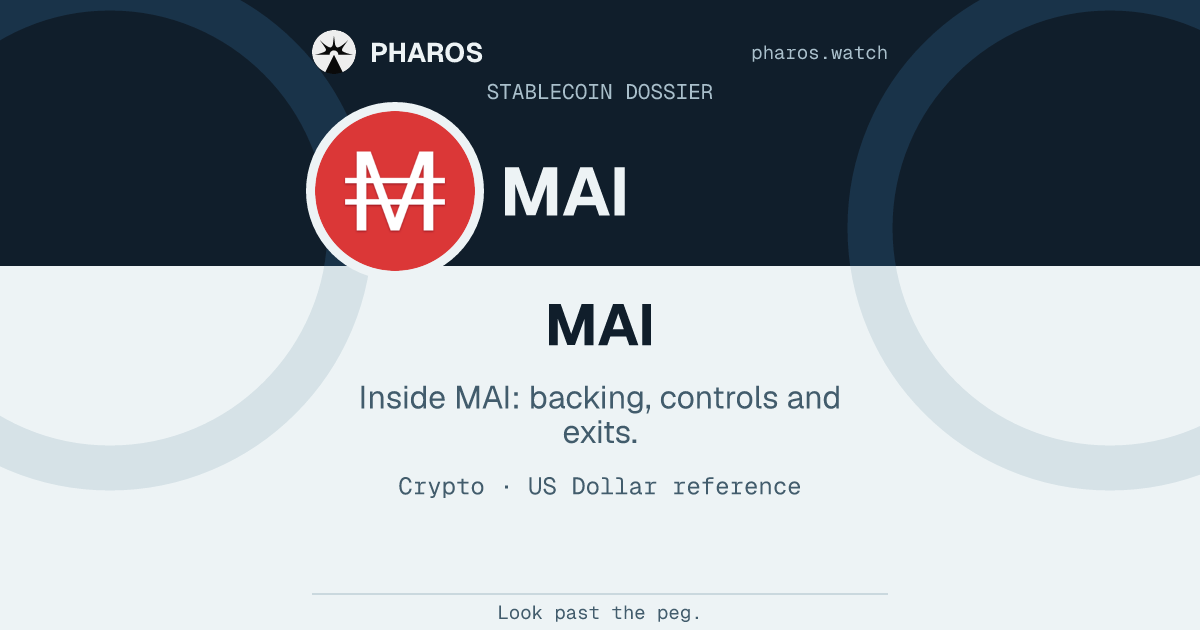 PHAROS
pharos.watch
STABLECOIN DOSSIER
MAI
MAI
Inside MAI: backing, controls and
exits.
Crypto · US Dollar reference
Look past the peg.